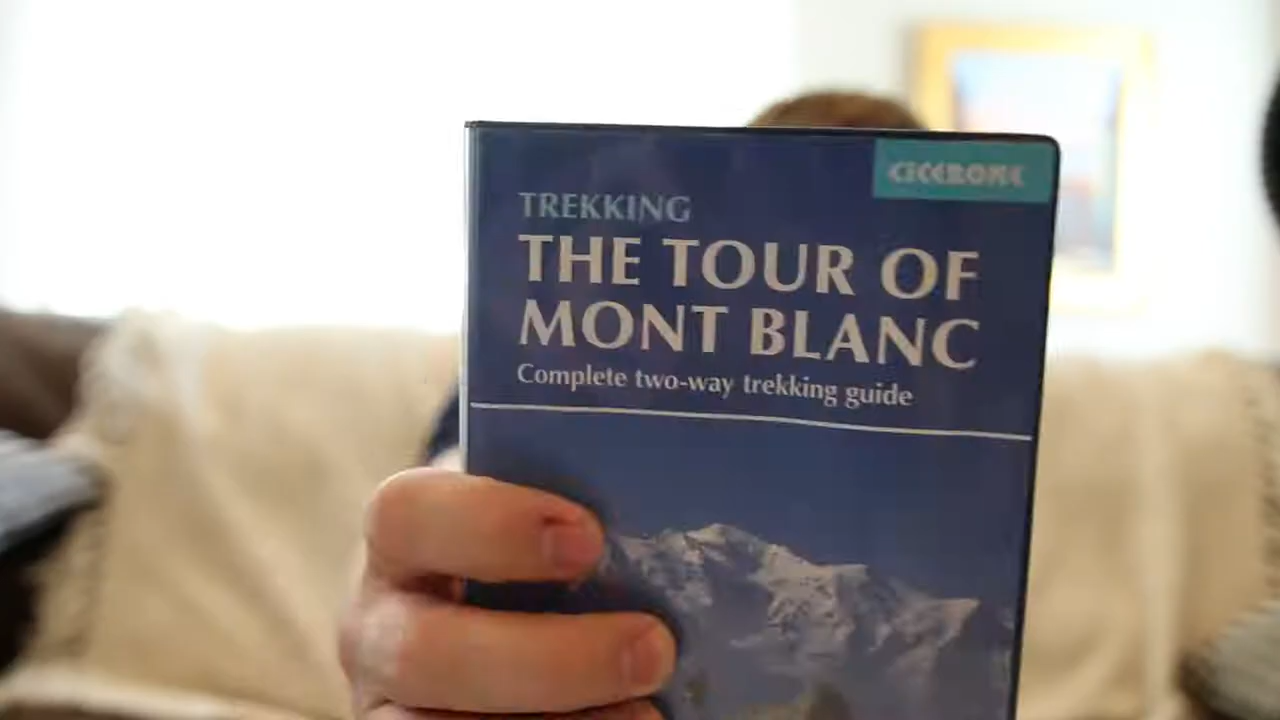 CICERONE
TREKKING
THE TOUR OF
MONT BLANC
Complete two-way trekking guide